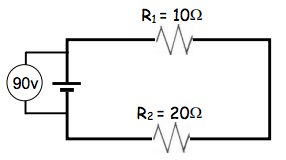 R₁ = 10Ω
90v
R₂ = 20Ω